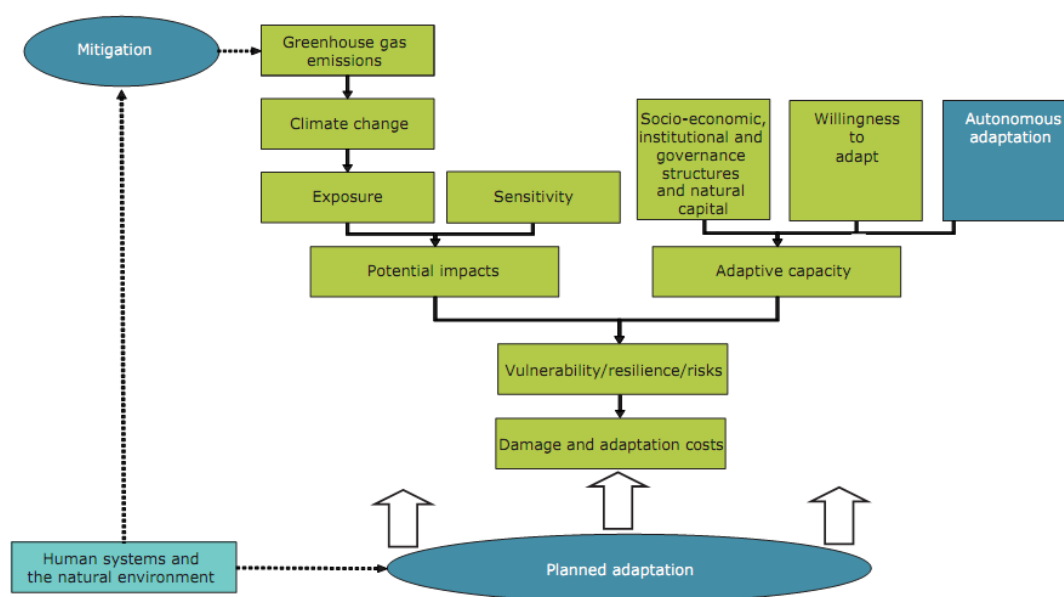 Mitigation
Greenhouse gas
emissions
Climate change
Socio-economic,
institutional and
governance
structures
and natural
capital
Willingness
to
adapt
Autonomous
adaptation
Exposure
Sensitivity
Potential impacts
Adaptive capacity
Vulnerability/resilience/risks
Damage and adaptation costs
Human systems and
the natural environment
Planned adaptation